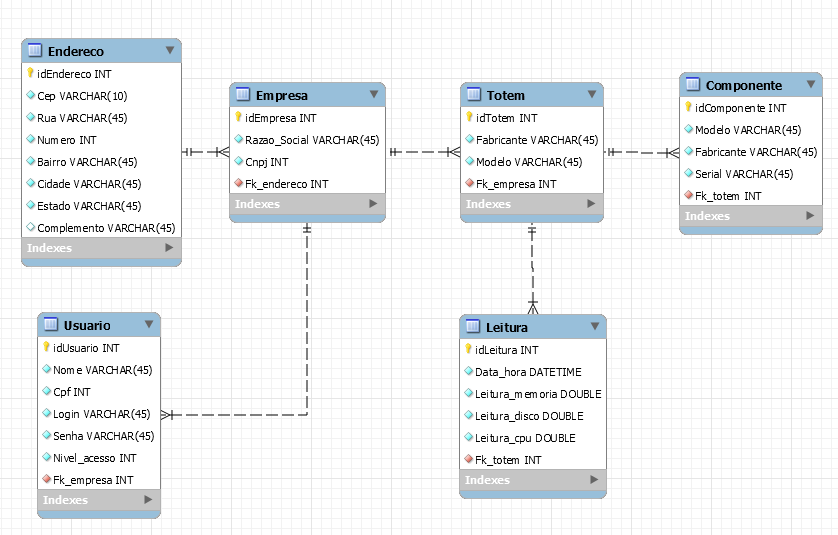 Endereco
idEndereco INT
Cep VARCHAR(10)
Rua VARCHAR(45)
Numero INT
Bairro VARCHAR(45)
Cidade VARCHAR(45)
Estado VARCHAR(45)
Complemento VARCHAR(45)
Indexes
Empresa
idEmpresa INT
Razao_Social VARCHAR(45)
Cnpj INT
Fk_endereco INT
Indexes
Totem
idTotem INT
Fabricante VARCHAR(45)
Modelo VARCHAR(45)
Fk_empresa INT
Indexes
Componente
idComponente INT
Modelo VARCHAR(45)
Fabricante VARCHAR(45)
Serial VARCHAR(45)
Fk_totem INT
Indexes
Usuario
idUsuario INT
Nome VARCHAR(45)
Cpf INT
Login VARCHAR(45)
Senha VARCHAR(45)
Nivel_acesso INT
Fk_empresa INT
Indexes
Leitura
idLeitura INT
Data_hora DATETIME
Leitura_memoria DOUBLE
Leitura_disco DOUBLE
Leitura_cpu DOUBLE
Fk_totem INT
Indexes